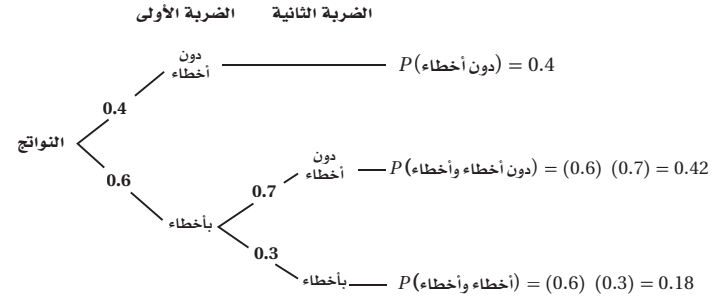 الضربة الأولى الضربة الثانية
دون
أخطاء
P(دون أخطاء) = 0.4
0.4
النواتج
دون
أخطاء
P(دون أخطاء وأخطاء) = (0.6) (0.7) = 0.42
0.6
0.7
بأخطاء
0.3
بأخطاء
P(أخطاء وأخطاء) = (0.6) (0.3) = 0.18